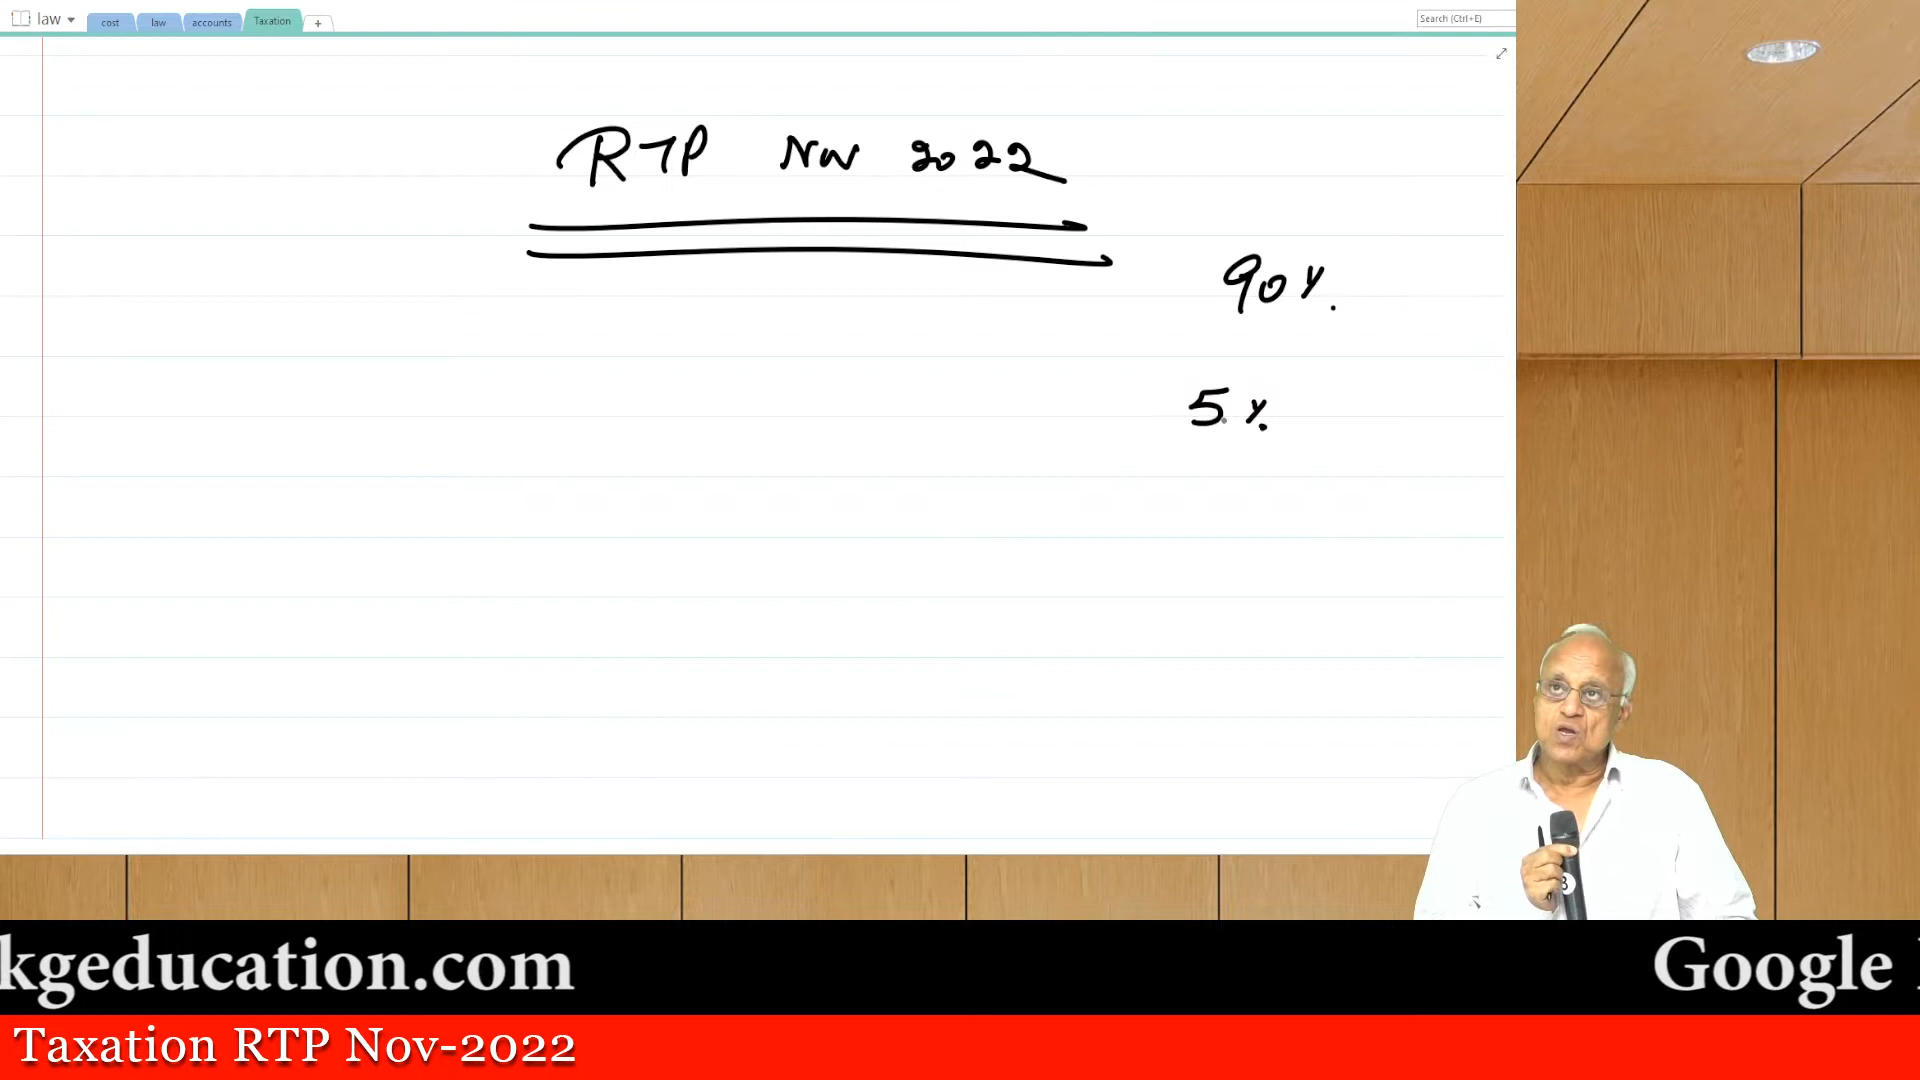 law
cost law accounts Taxation +
Search (Ctrl+E)
RTP Nov 2022
90%.
5%.
kgeducation.com
Google
Taxation RTP Nov-2022